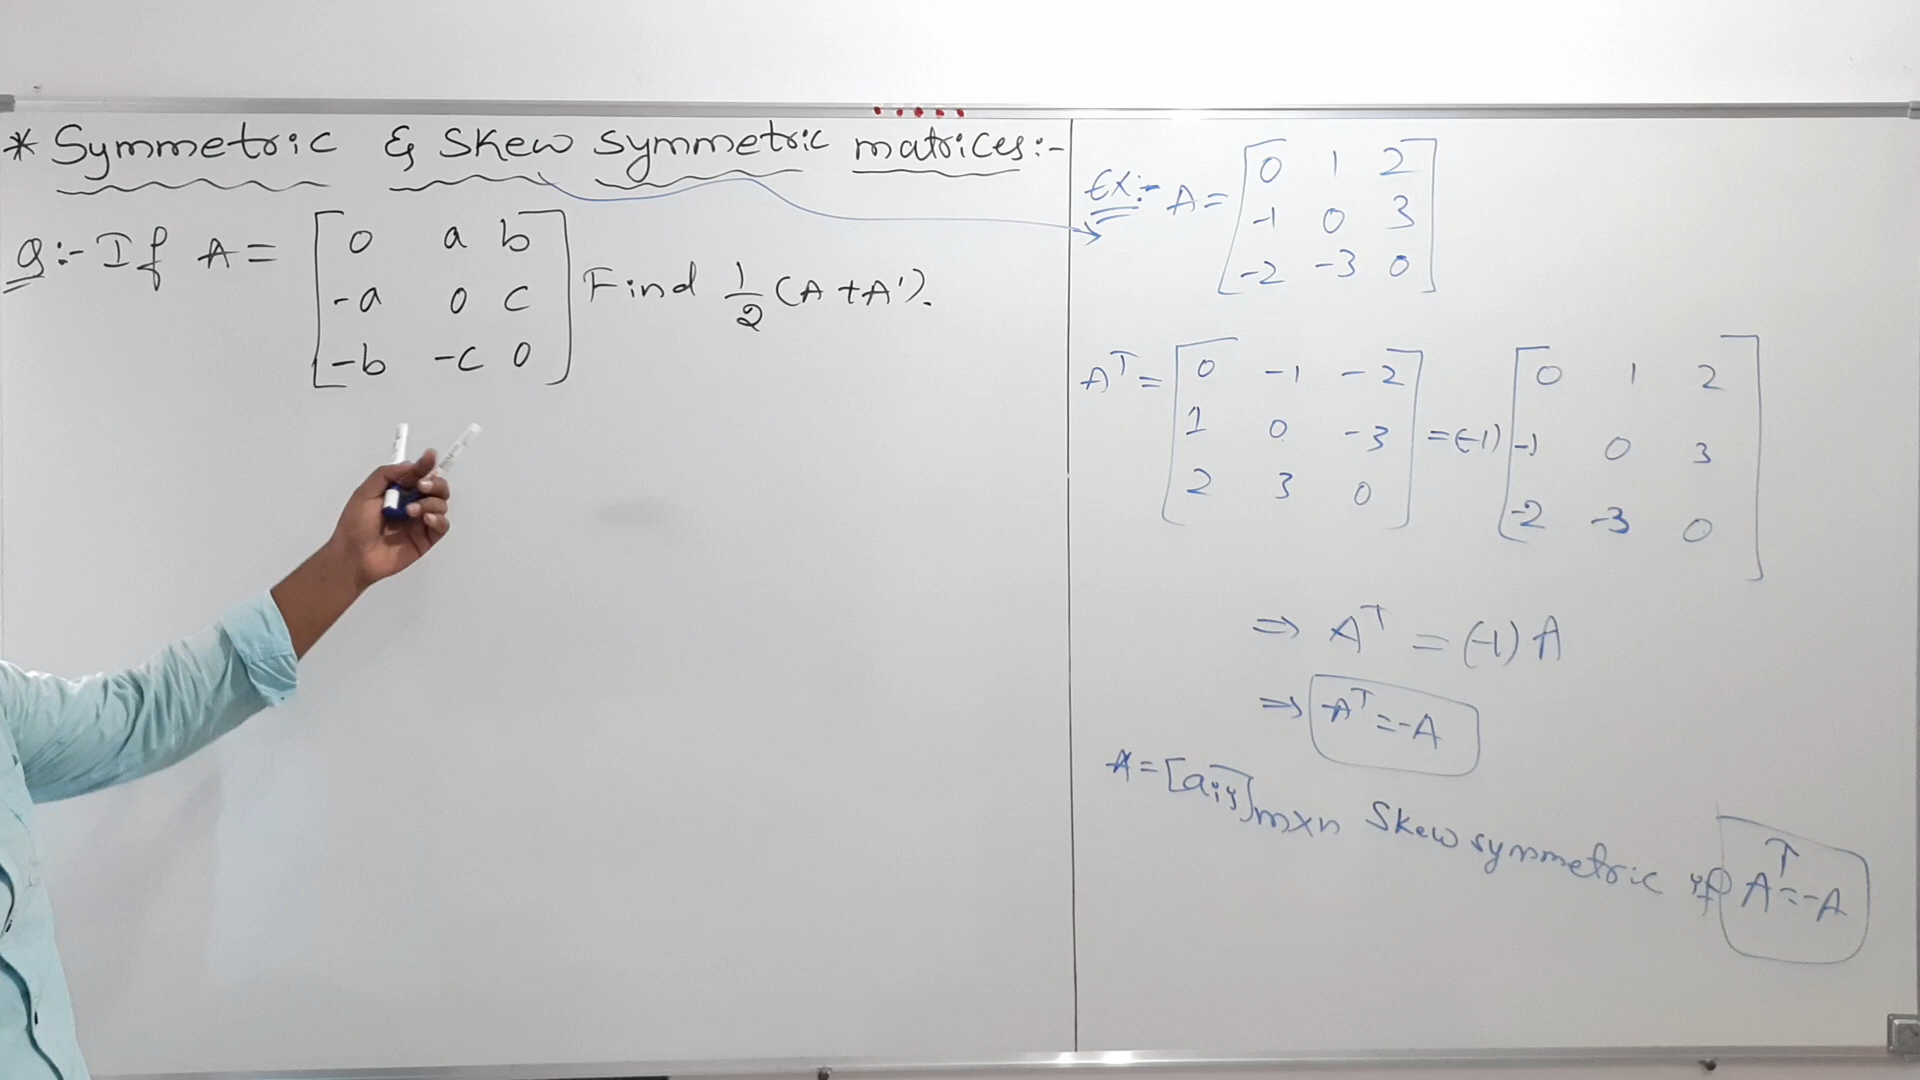 * Symmetric & Skew symmetric matrices:-
Q:- If A = [0 a b
-a 0 c
-b -c 0] Find 1/2 (A + A').
Ex:- A = [0 1 2
-1 0 3
-2 -3 0]
A^T = [0 -1 -2
1 0 -3
2 3 0] = (-1) [0 1 2
-1 0 3
-2 -3 0]
⇒ A^T = (-1) A
⇒ A^T = -A
A = [aij]m×n Skew symmetric if A^T = -A